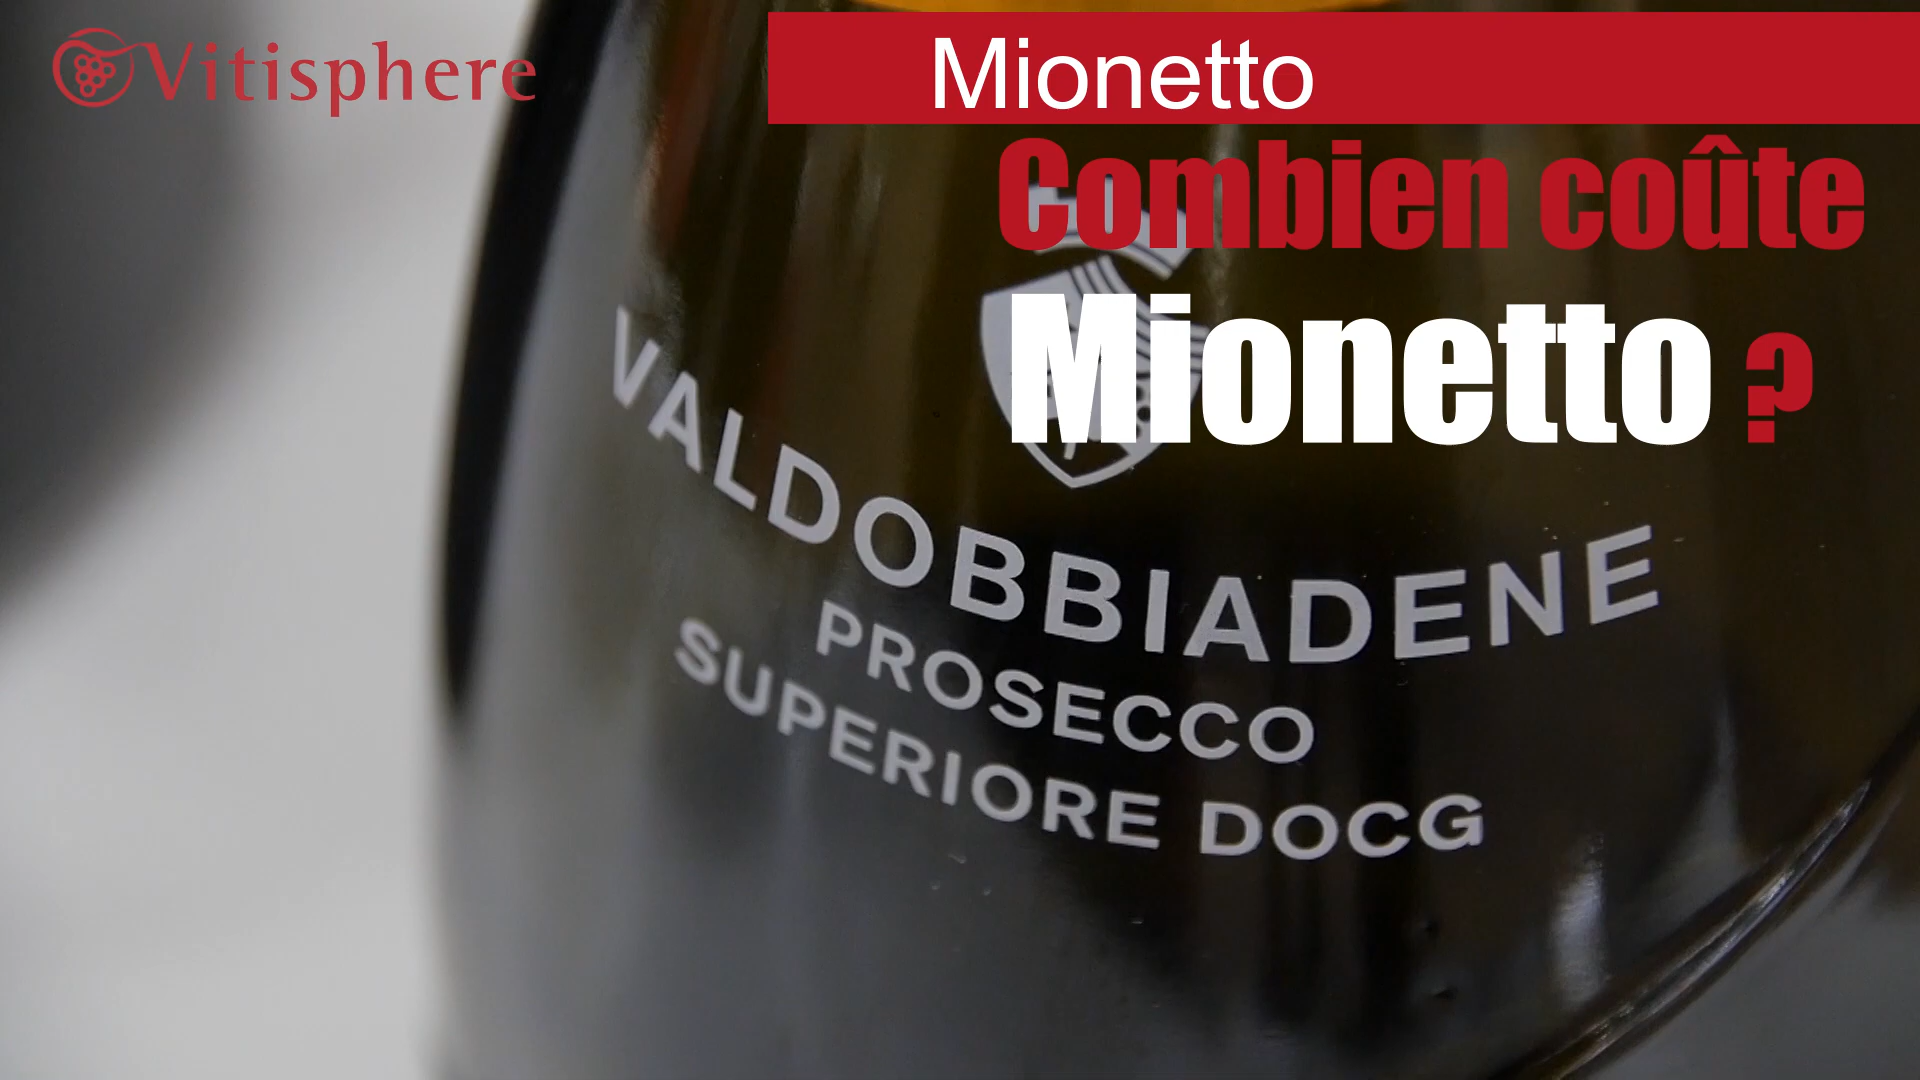 Vitisphere
Mionetto
Combien coûte
Mionetto ?
VALDOBBIADENE
PROSECCO
SUPERIORE DOCG